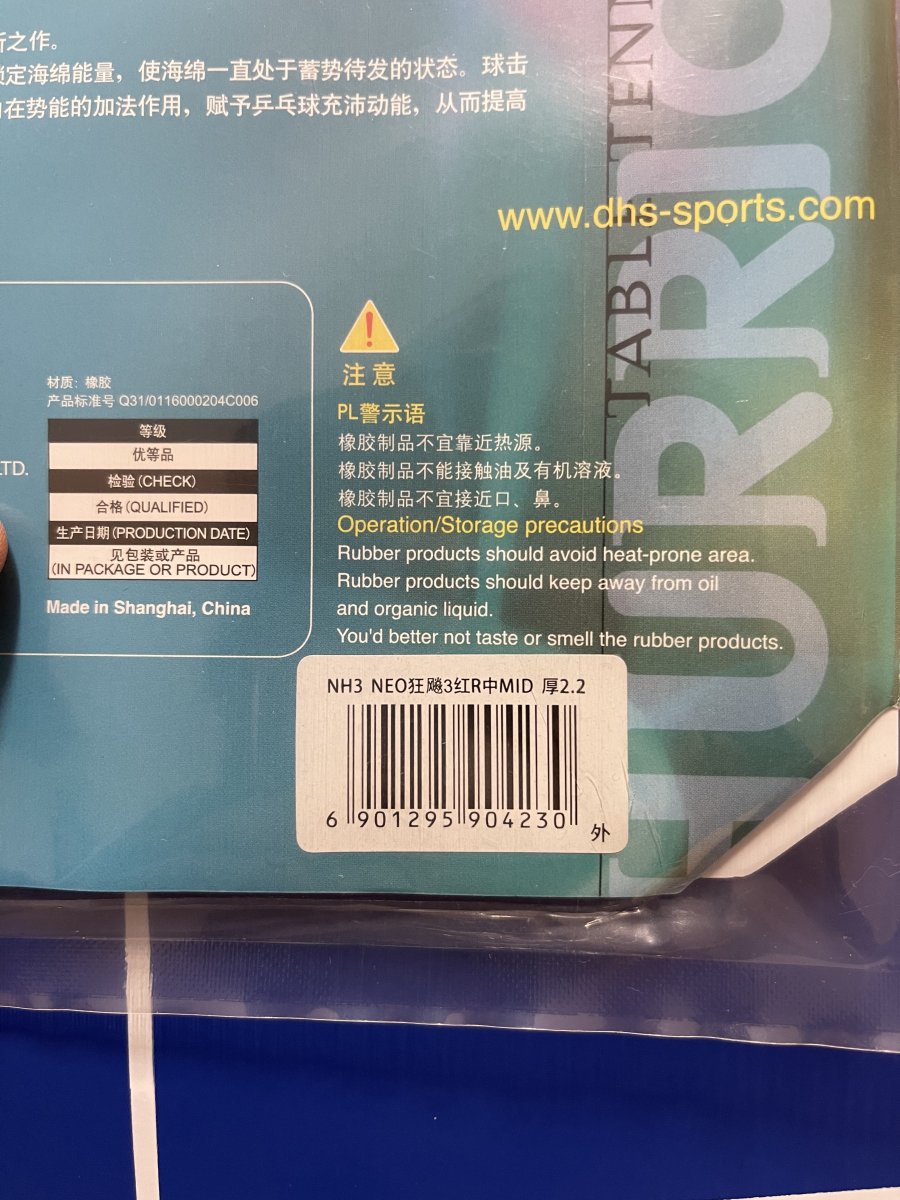 之作。
定海绵能量，使海绵一直处于蓄势待发的状态。球击
在势能的加法作用，赋予乒乓球充沛动能，从而提高
www.dhs-sports.com
TABLE TEN
材质：橡胶
产品标准号 Q31/0116000204C006
等级
优等品
检验(CHECK)
合格(QUALIFIED)
生产日期(PRODUCTION DATE)
见包装或产品
(IN PACKAGE OR PRODUCT)
LTD.
Made in Shanghai, China
注意
PL警示语
橡胶制品不宜靠近热源。
橡胶制品不能接触油及有机溶液。
橡胶制品不宜接近口、鼻。
Operation/Storage precautions
Rubber products should avoid heat-prone area.
Rubber products should keep away from oil
and organic liquid.
You'd better not taste or smell the rubber products.
NH3 NEO狂飚3红R中MID 厚2.2
6 901295 904230
外